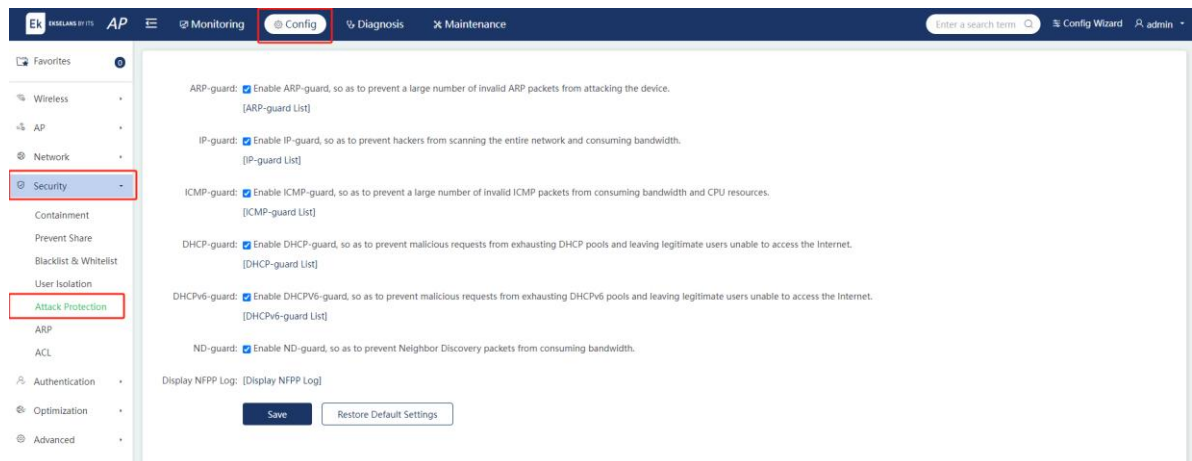 Ek EKSELANS BY ITS AP Monitoring Config Diagnosis Maintenance Enter a search term Config Wizard admin
Favorites 0
Wireless
AP
Network
Security
Containment
Prevent Share
Blacklist & Whitelist
User Isolation
Attack Protection
ARP
ACL
Authentication
Optimization
Advanced
ARP-guard: Enable ARP-guard, so as to prevent a large number of invalid ARP packets from attacking the device.
[ARP-guard List]
IP-guard: Enable IP-guard, so as to prevent hackers from scanning the entire network and consuming bandwidth.
[IP-guard List]
ICMP-guard: Enable ICMP-guard, so as to prevent a large number of invalid ICMP packets from consuming bandwidth and CPU resources.
[ICMP-guard List]
DHCP-guard: Enable DHCP-guard, so as to prevent malicious requests from exhausting DHCP pools and leaving legitimate users unable to access the Internet.
[DHCP-guard List]
DHCPv6-guard: Enable DHCPV6-guard, so as to prevent malicious requests from exhausting DHCPv6 pools and leaving legitimate users unable to access the Internet.
[DHCPv6-guard List]
ND-guard: Enable ND-guard, so as to prevent Neighbor Discovery packets from consuming bandwidth.
Display NFPP Log: [Display NFPP Log]
Save Restore Default Settings